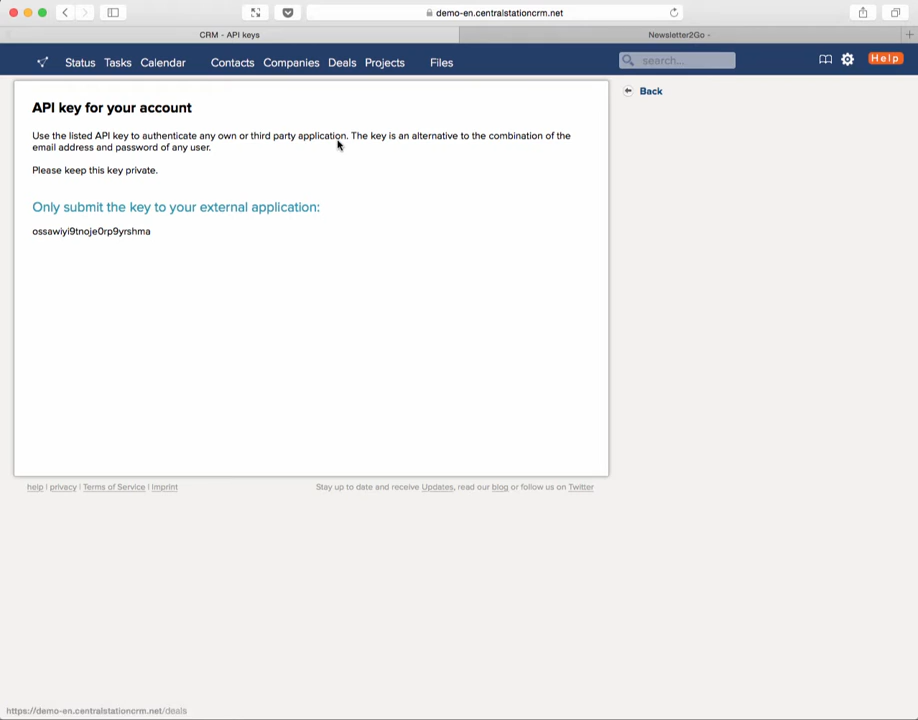 demo-en.centralstationcrm.net
CRM - API keys
Newsletter2Go -
Status Tasks Calendar Contacts Companies Deals Projects Files search... Help
API key for your account
Back
Use the listed API key to authenticate any own or third party application. The key is an alternative to the combination of the
email address and password of any user.
Please keep this key private.
Only submit the key to your external application:
ossawiyi9tnoje0rp9yrshma
help | privacy | Terms of Service | Imprint
Stay up to date and receive Updates, read our blog or follow us on Twitter
https://demo-en.centralstationcrm.net/deals